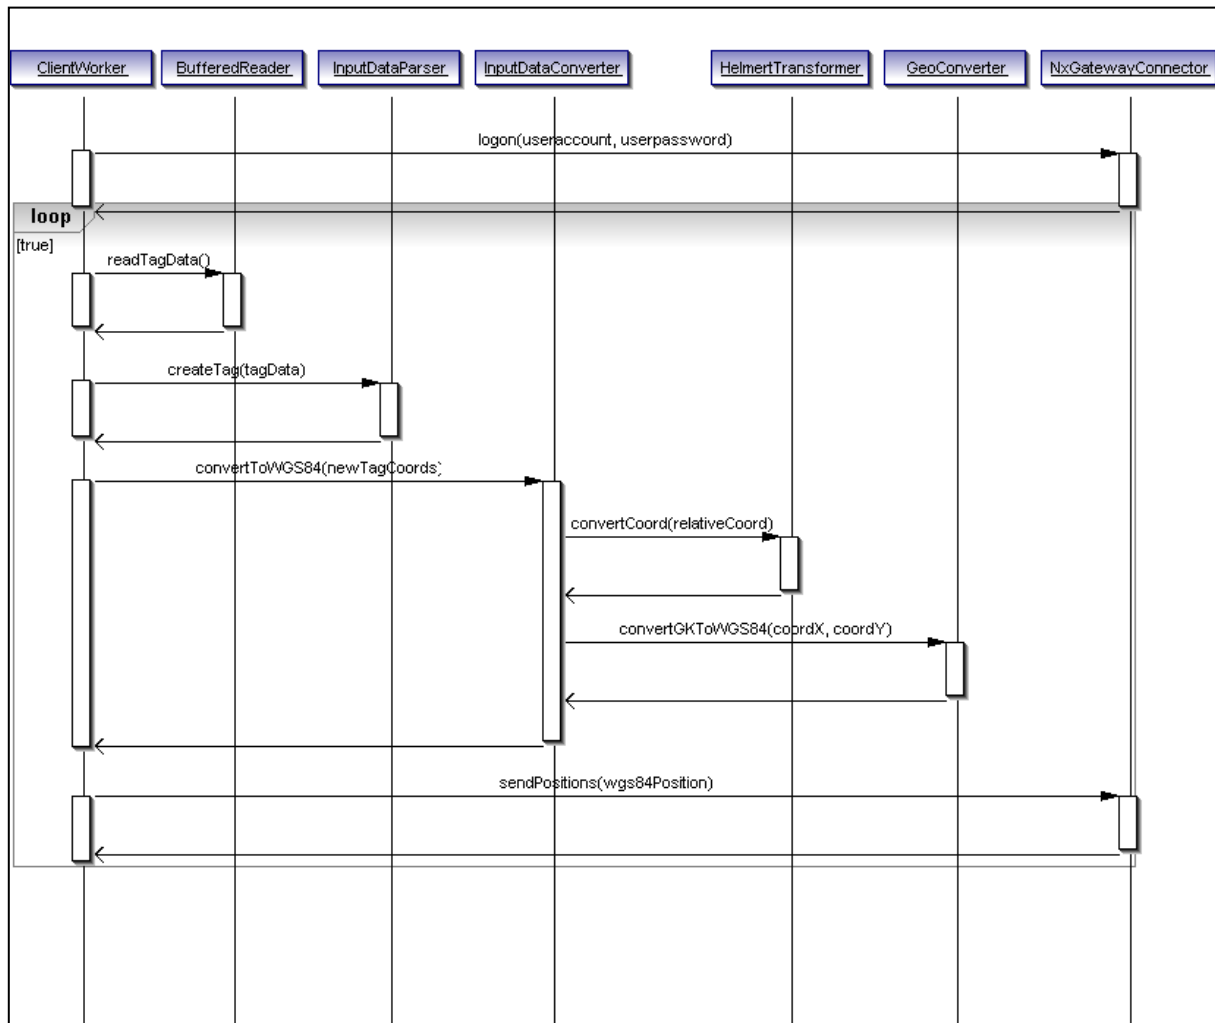 ClientWorker
BufferedReader
InputDataParser
InputDataConverter
HelmertTransformer
GeoConverter
NxGatewayConnector
logon(useraccount, userpassword)
loop
[true]
readTagData()
createTag(tagData)
convertToWGS84(newTagCoords)
convertCoord(relativeCoord)
convertGKToWGS84(coordX, coordY)
sendPositions(wgs84Position)